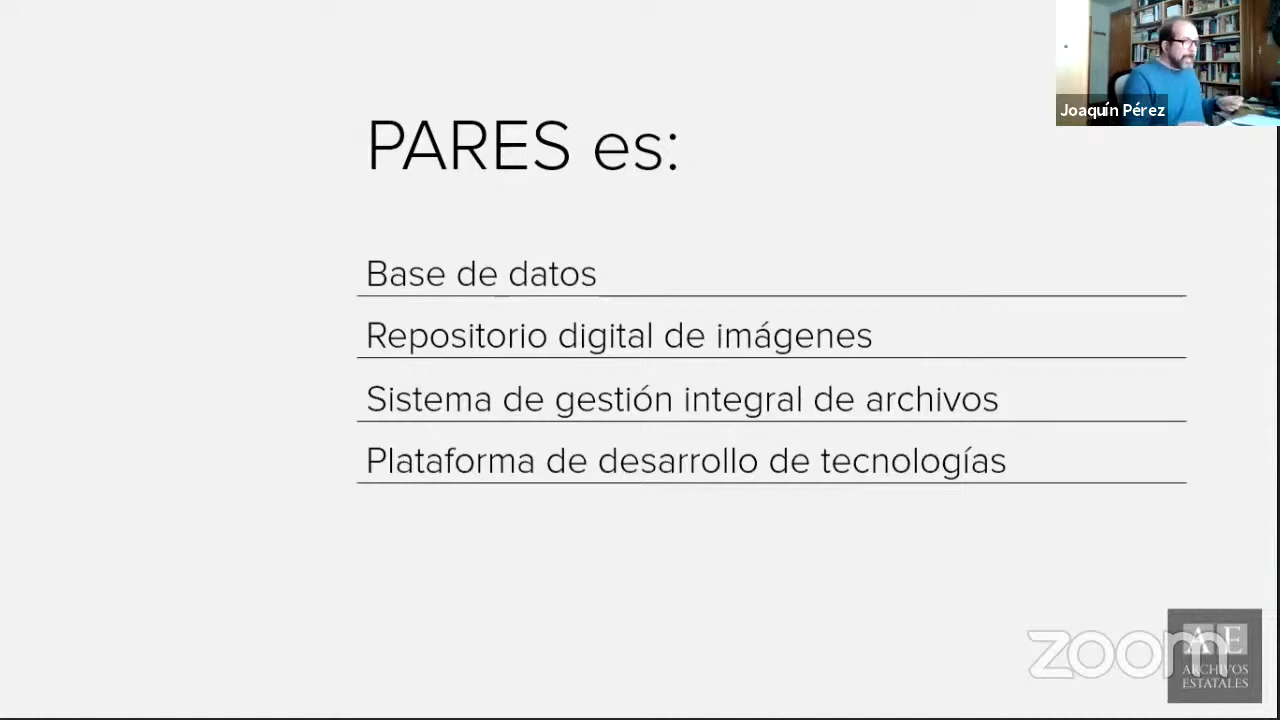 Joaquín Pérez
PARES es:
Base de datos
Repositorio digital de imágenes
Sistema de gestión integral de archivos
Plataforma de desarrollo de tecnologías
zoom
A E
ARCHIVOS
ESTATALES